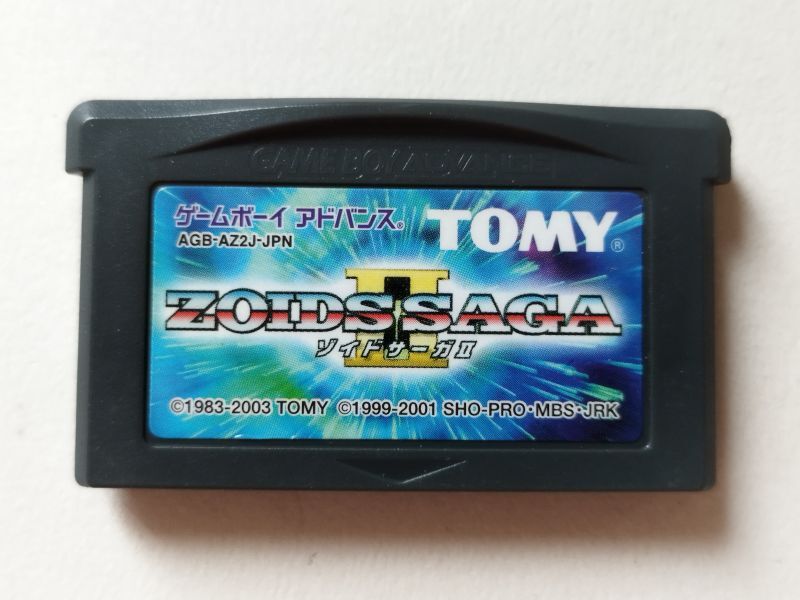 GAME BOY ADVANCE
ゲームボーイ アドバンス®
TOMY®
AGB-AZ2J-JPN
II
ZOIDS SAGA
ゾイドサーガII
©1983-2003 TOMY ©1999-2001 SHO-PRO・MBS・JRK